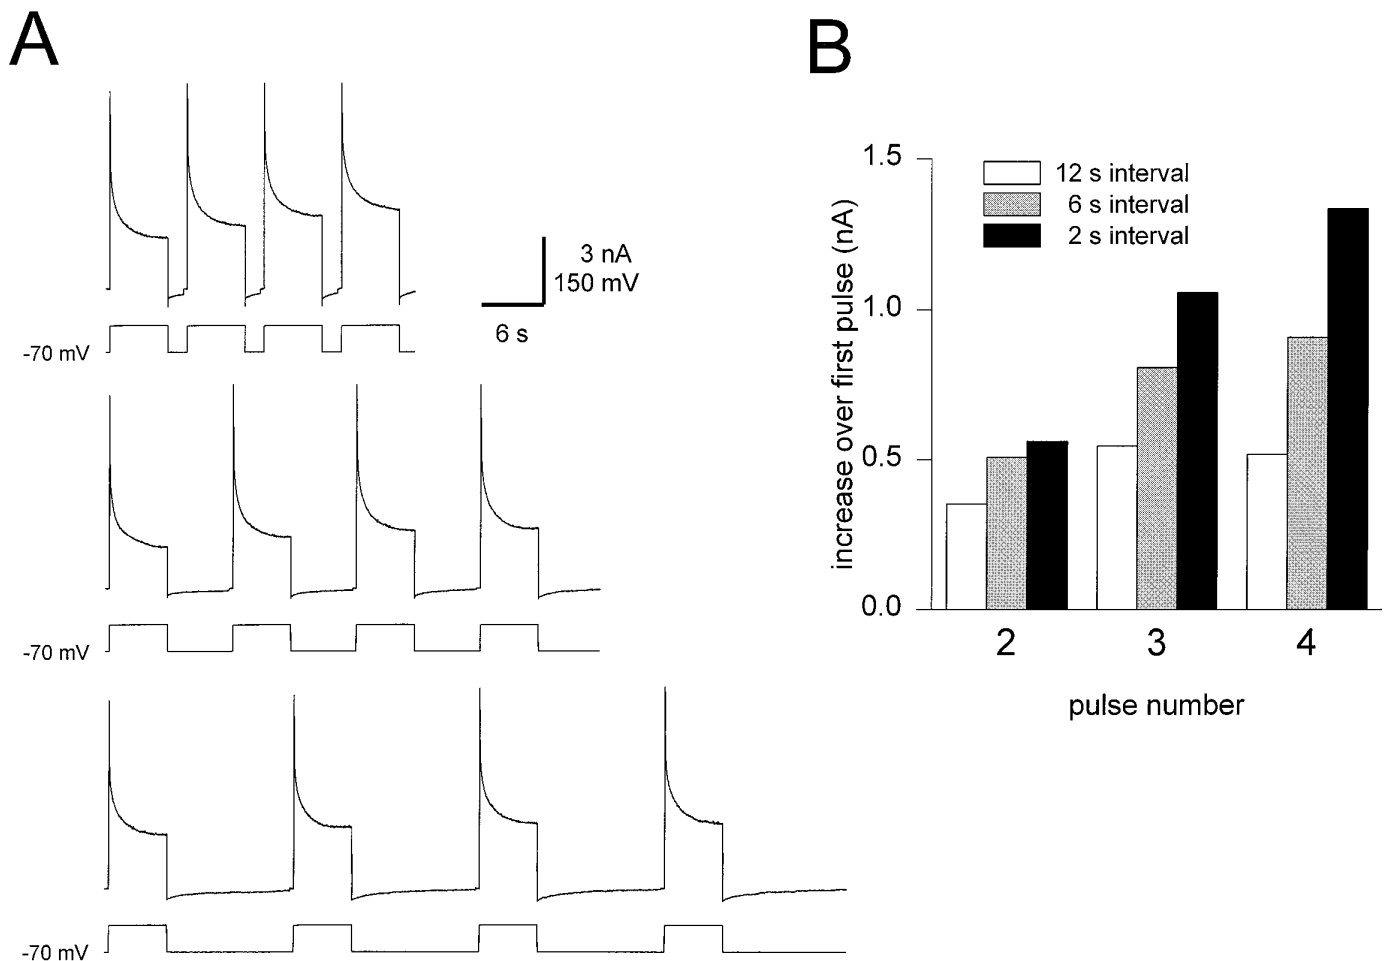 A
3 nA
150 mV
6 s
-70 mV
-70 mV
-70 mV
B
increase over first pulse (nA)
1.5
1.0
0.5
0.0
12 s interval
6 s interval
2 s interval
2 3 4
pulse number